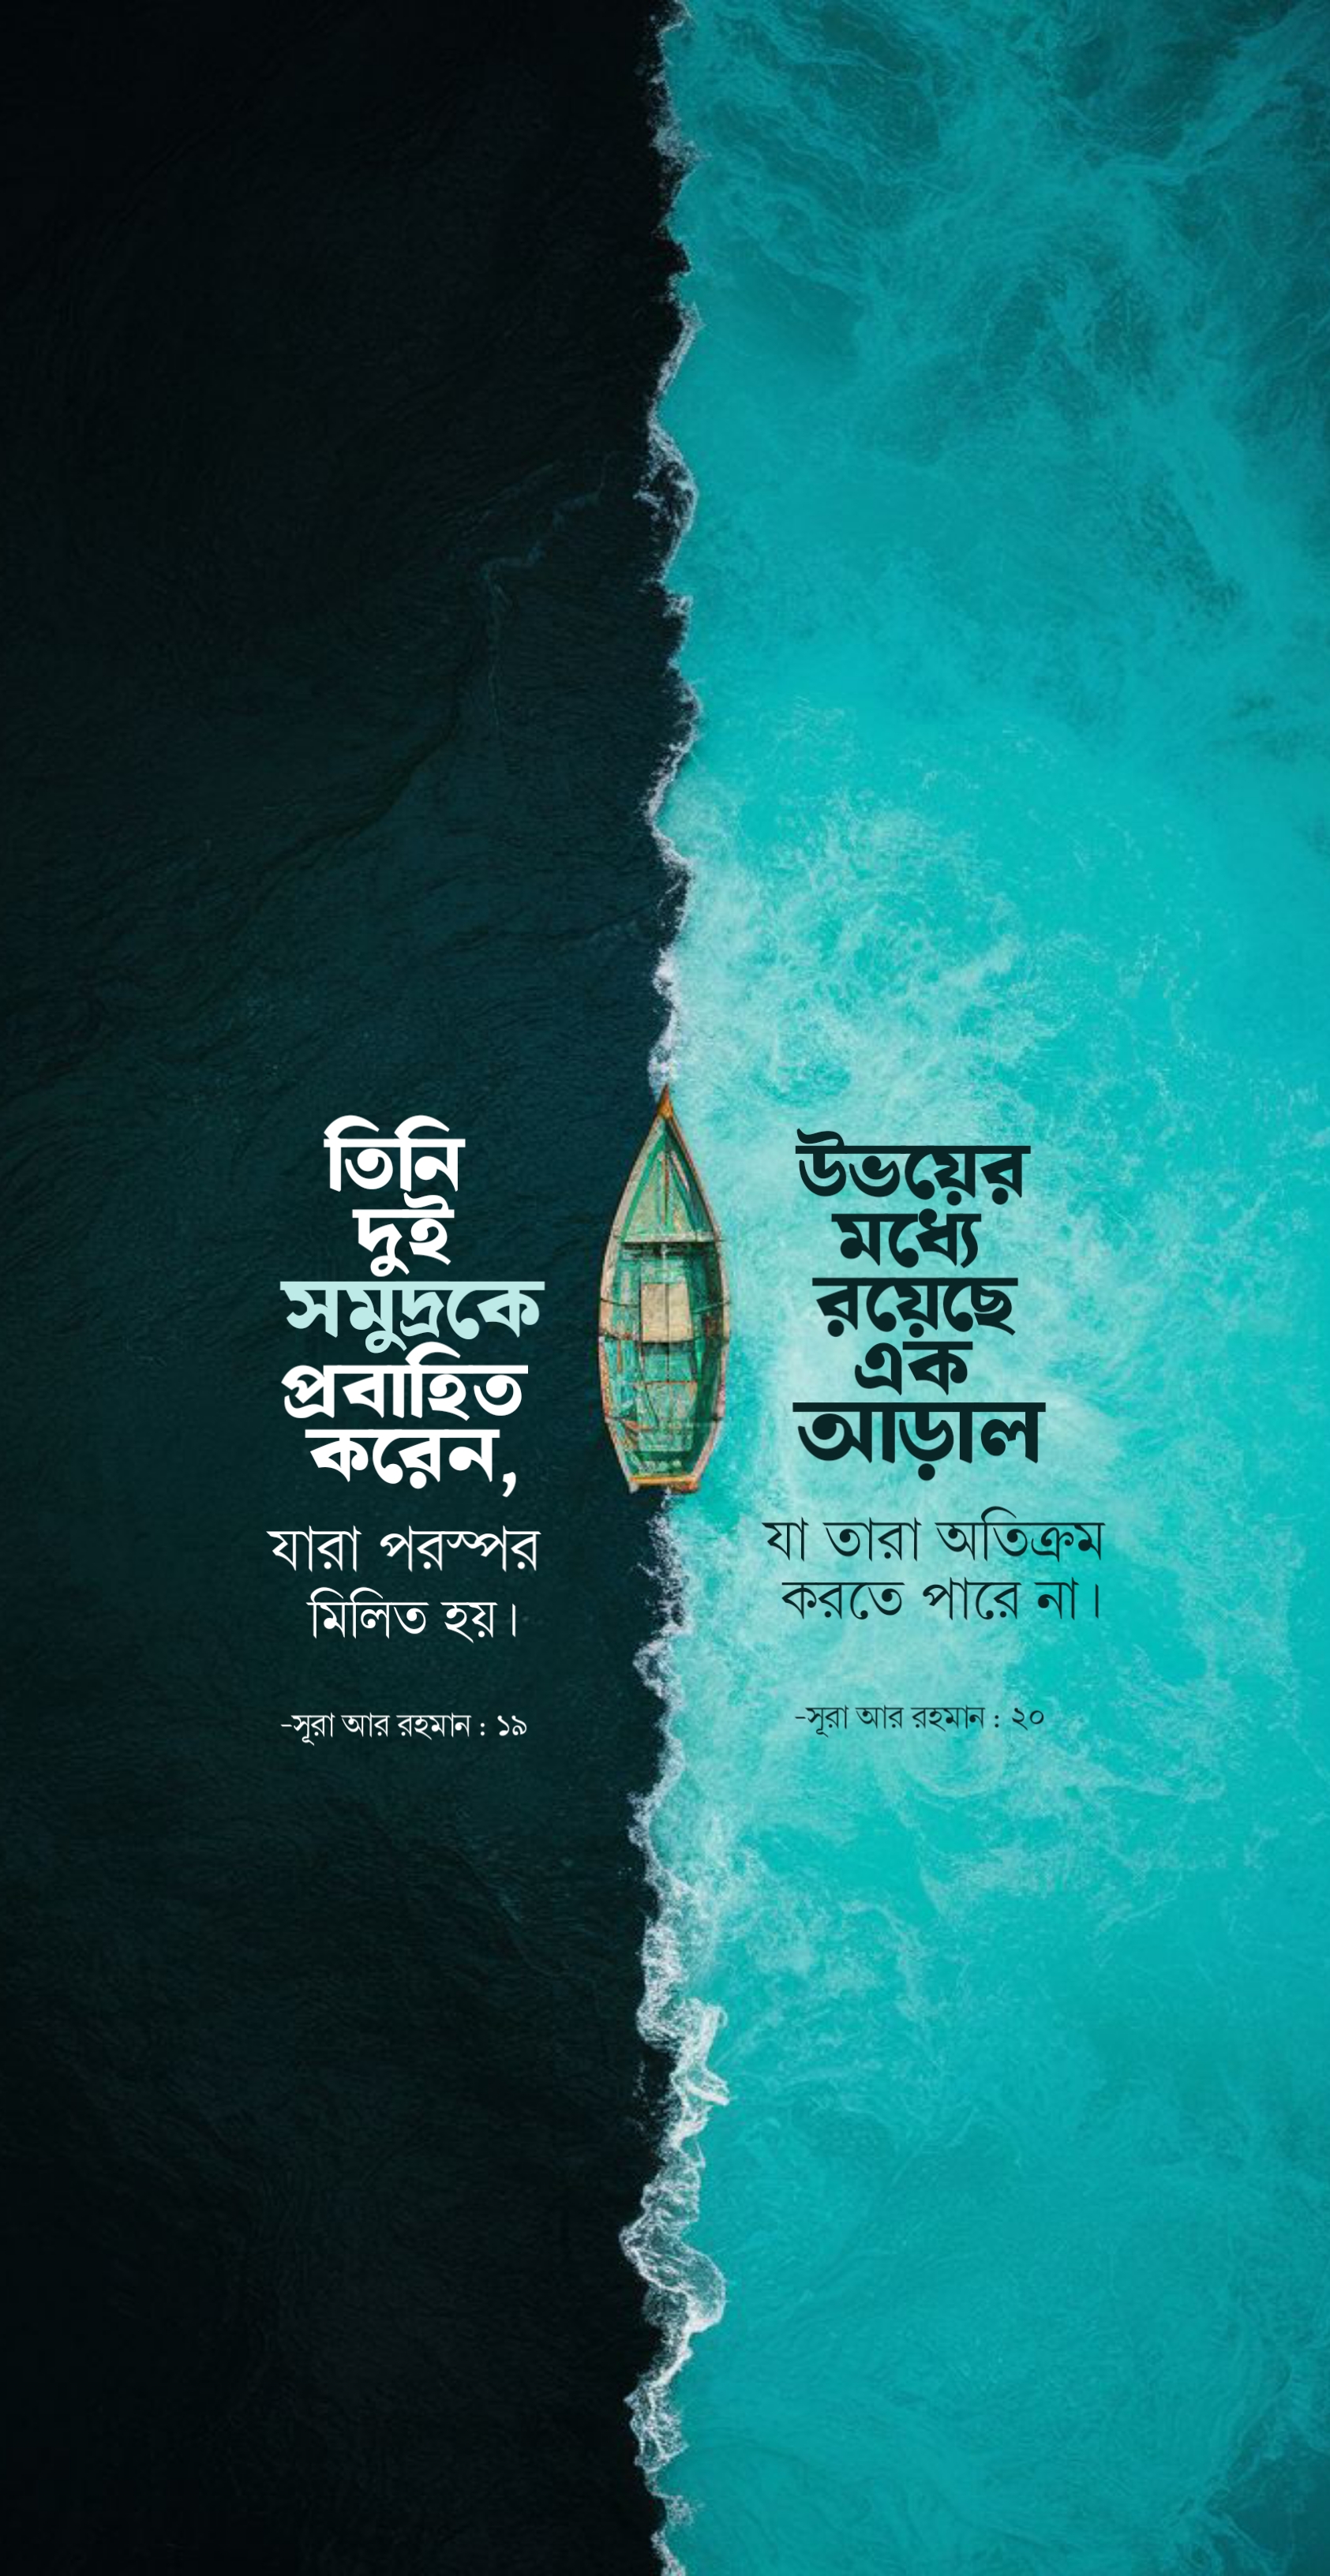 তিনি
দুই
সমুদ্রকে
প্রবাহিত
করেন,
যারা পরস্পর
মিলিত হয়।
-সূরা আর রহমান : ১৯
উভয়ের
মধ্যে
রয়েছে
এক
আড়াল
যা তারা অতিক্রম
করতে পারে না।
-সূরা আর রহমান : ২০